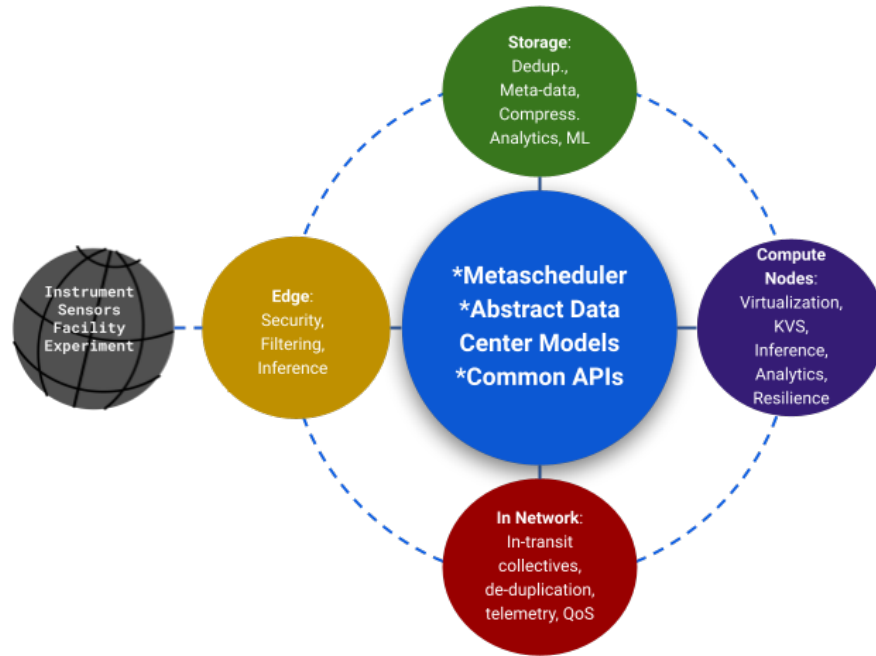 Storage:
Dedup.,
Meta-data,
Compress.
Analytics, ML
Instrument
Sensors
Facility
Experiment
Edge:
Security,
Filtering,
Inference
*Metascheduler
*Abstract Data
Center Models
*Common APIs
Compute
Nodes:
Virtualization,
KVS,
Inference,
Analytics,
Resilience
In Network:
In-transit
collectives,
de-duplication,
telemetry, QoS